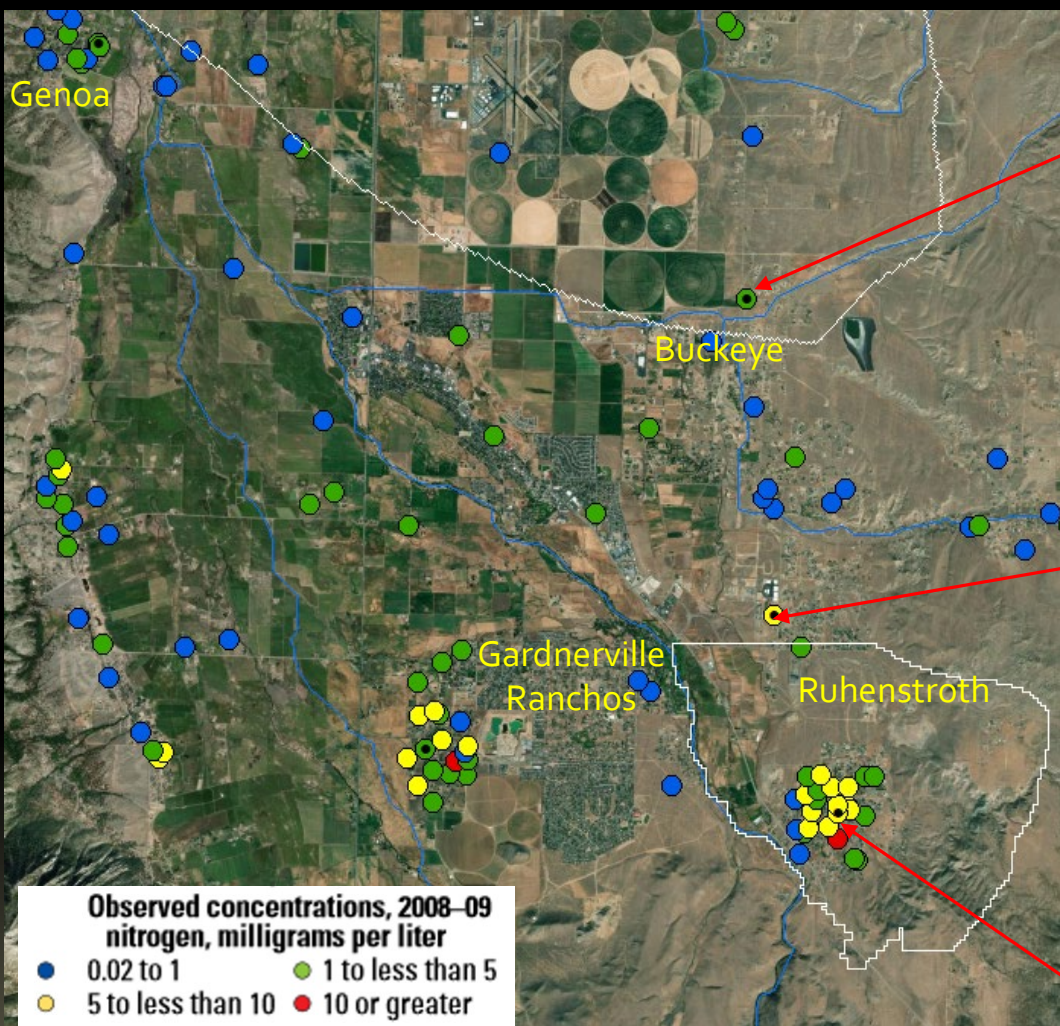 Genoa
Buckeye
Gardnerville
Ranchos
Ruhenstroth
Observed concentrations, 2008–09
nitrogen, milligrams per liter
0.02 to 1
1 to less than 5
5 to less than 10
10 or greater